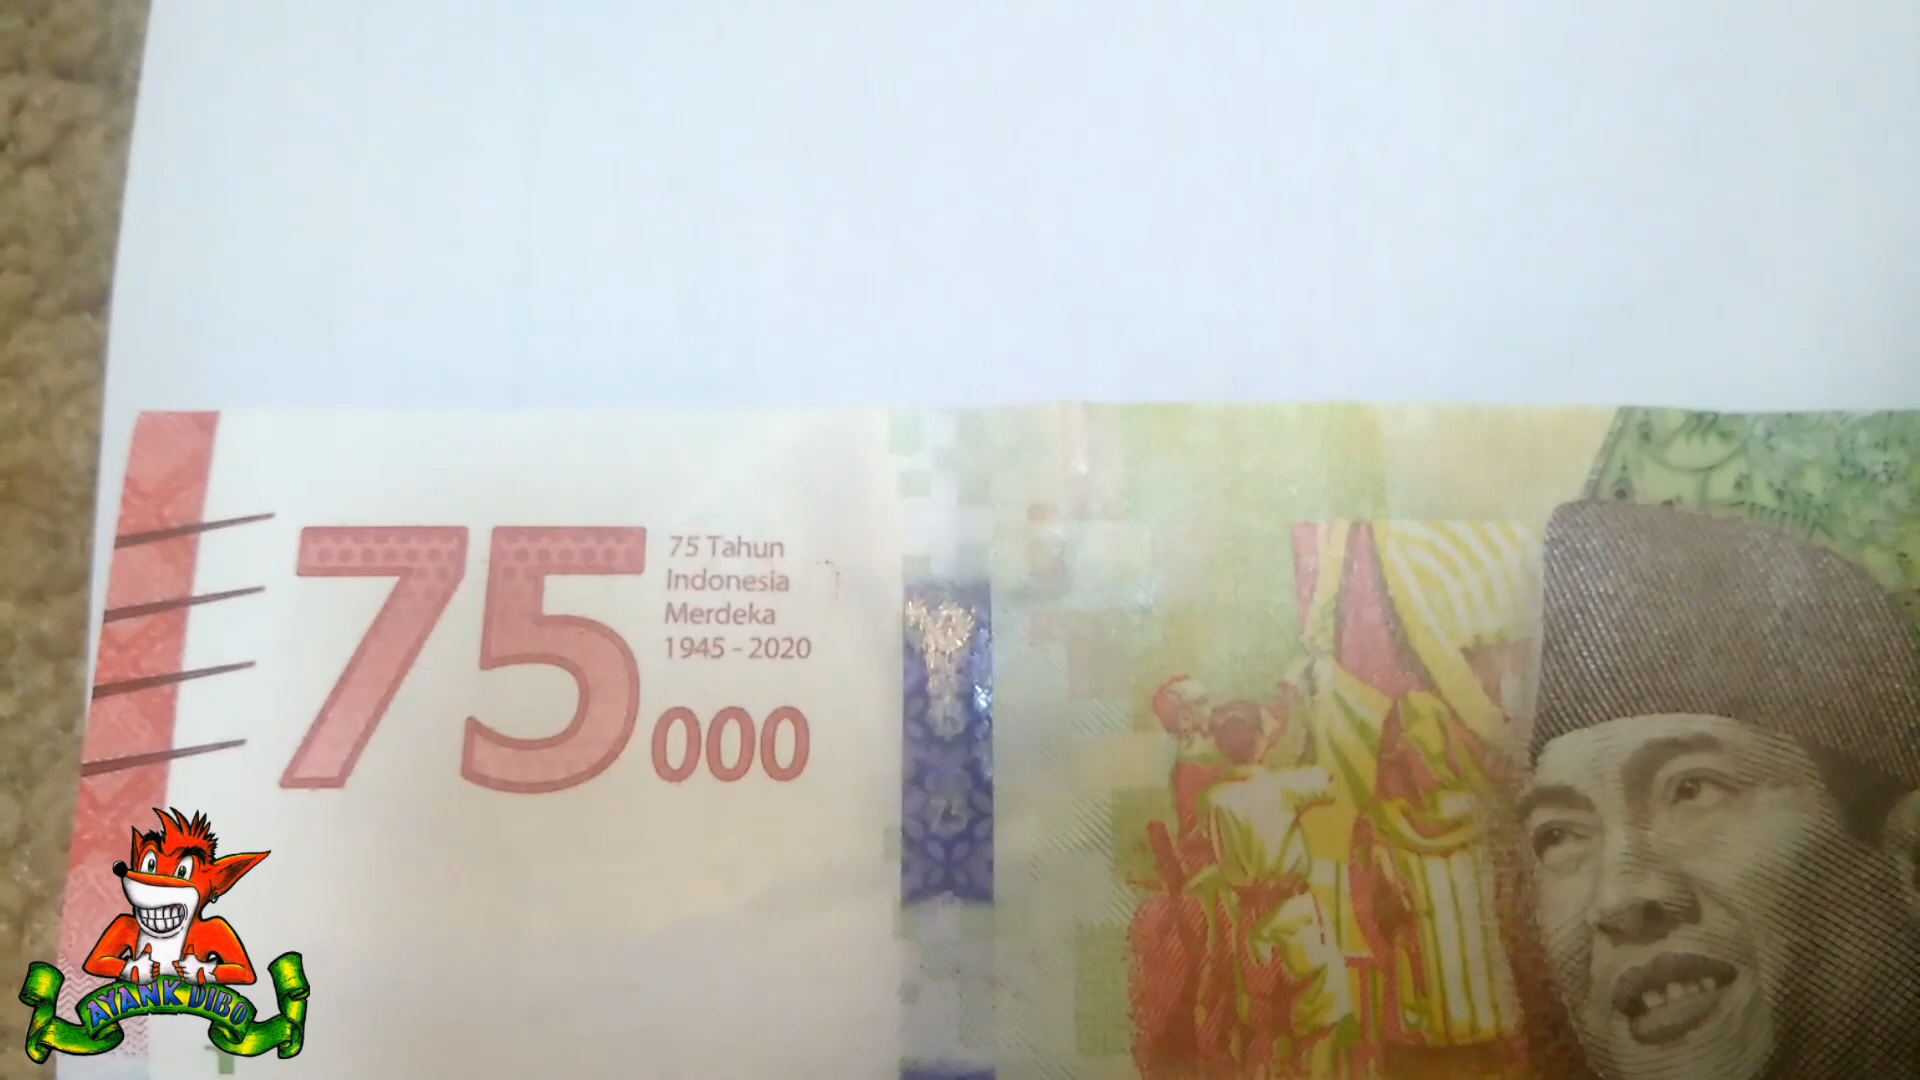 75 000
75 Tahun
Indonesia
Merdeka
1945 - 2020
AYANK DIBO